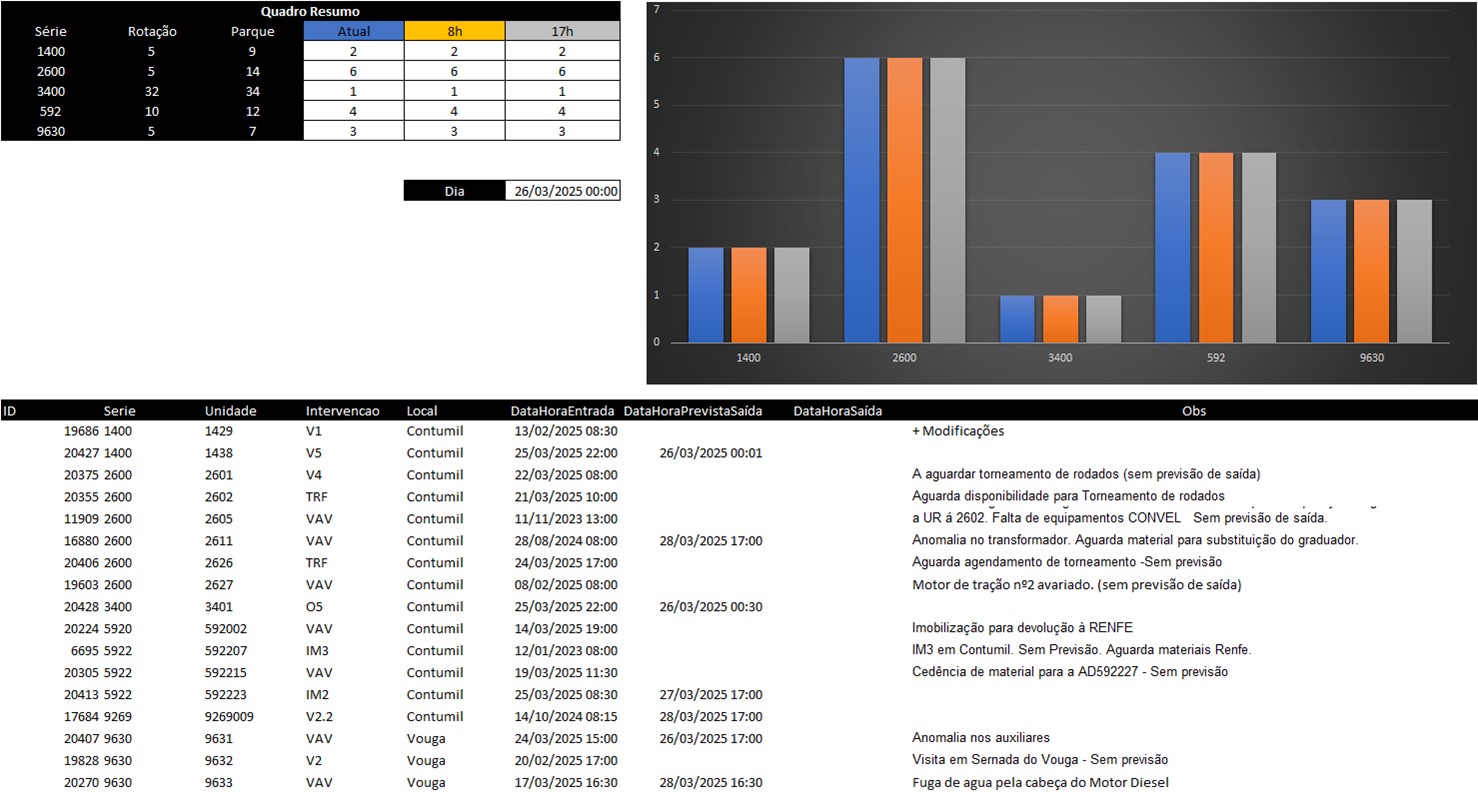 Quadro Resumo
Série Rotação Parque Atual 8h 17h
1400 5 9 2 2 2
2600 5 14 6 6 6
3400 32 34 1 1 1
592 10 12 4 4 4
9630 5 7 3 3 3
Dia 26/03/2025 00:00
7
6
5
4
3
2
1
0
1400 2600 3400 592 9630
ID Serie Unidade Intervencao Local DataHoraEntrada DataHoraPrevistaSaída DataHoraSaída Obs
19686 1400 1429 V1 Contumil 13/02/2025 08:30 + Modificações
20427 1400 1438 V5 Contumil 25/03/2025 22:00 26/03/2025 00:01
20375 2600 2601 V4 Contumil 22/03/2025 08:00 A aguardar torneamento de rodados (sem previsão de saída)
20355 2600 2602 TRF Contumil 21/03/2025 10:00 Aguarda disponibilidade para Torneamento de rodados
11909 2600 2605 VAV Contumil 11/11/2023 13:00 a UR á 2602. Falta de equipamentos CONVEL Sem previsão de saída.
16880 2600 2611 VAV Contumil 28/08/2024 08:00 28/03/2025 17:00 Anomalia no transformador. Aguarda material para substituição do graduador.
20406 2600 2626 TRF Contumil 24/03/2025 17:00 Aguarda agendamento de torneamento -Sem previsão
19603 2600 2627 VAV Contumil 08/02/2025 08:00 Motor de tração nº2 avariado. (sem previsão de saída)
20428 3400 3401 O5 Contumil 25/03/2025 22:00 26/03/2025 00:30
20224 5920 592002 VAV Contumil 14/03/2025 19:00 Imobilização para devolução à RENFE
6695 5922 592207 IM3 Contumil 12/01/2023 08:00 IM3 em Contumil. Sem Previsão. Aguarda materiais Renfe.
20305 5922 592215 VAV Contumil 19/03/2025 11:30 Cedência de material para a AD592227 - Sem previsão
20413 5922 592223 IM2 Contumil 25/03/2025 08:30 27/03/2025 17:00
17684 9269 9269009 V2.2 Contumil 14/10/2024 08:15 28/03/2025 17:00
20407 9630 9631 VAV Vouga 24/03/2025 15:00 26/03/2025 17:00 Anomalia nos auxiliares
19828 9630 9632 V2 Vouga 20/02/2025 17:00 Visita em Sernada do Vouga - Sem previsão
20270 9630 9633 VAV Vouga 17/03/2025 16:30 28/03/2025 16:30 Fuga de agua pela cabeça do Motor Diesel